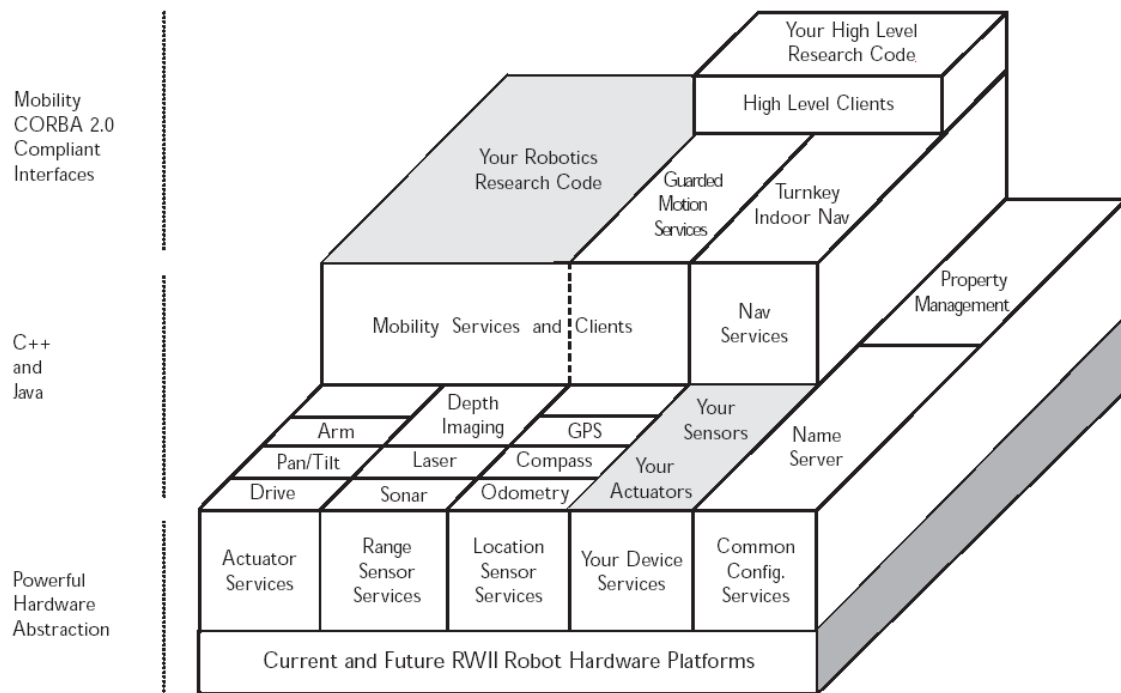 Mobility
CORBA 2.0
Compliant
Interfaces
C++
and
Java
Powerful
Hardware
Abstraction
Your High Level
Research Code
High Level Clients
Your Robotics
Research Code
Guarded
Motion
Services
Turnkey
Indoor Nav
Property
Management
Mobility Services and Clients
Nav
Services
Depth
Imaging
Arm
GPS
Your
Sensors
Pan/Tilt
Laser
Compass
Name
Server
Drive
Sonar
Odometry
Your
Actuators
Actuator
Services
Range
Sensor
Services
Location
Sensor
Services
Your Device
Services
Common
Config.
Services
Current and Future RWII Robot Hardware Platforms